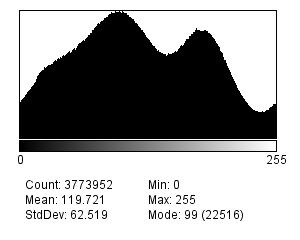 0 255
Count: 3773952 Min: 0
Mean: 119.721 Max: 255
StdDev: 62.519 Mode: 99 (22516)